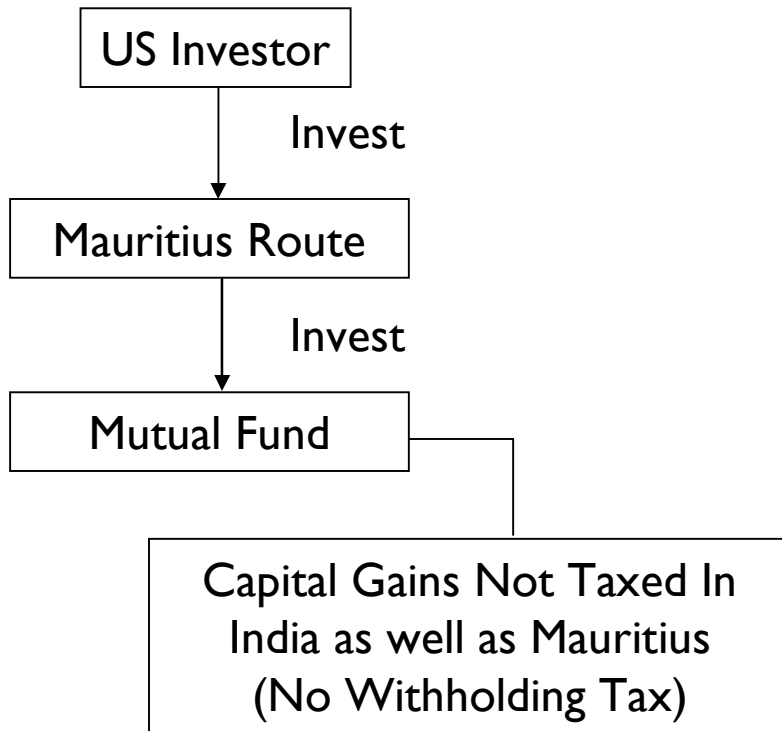 US Investor
Invest
Mauritius Route
Invest
Mutual Fund
Capital Gains Not Taxed In
India as well as Mauritius
(No Withholding Tax)